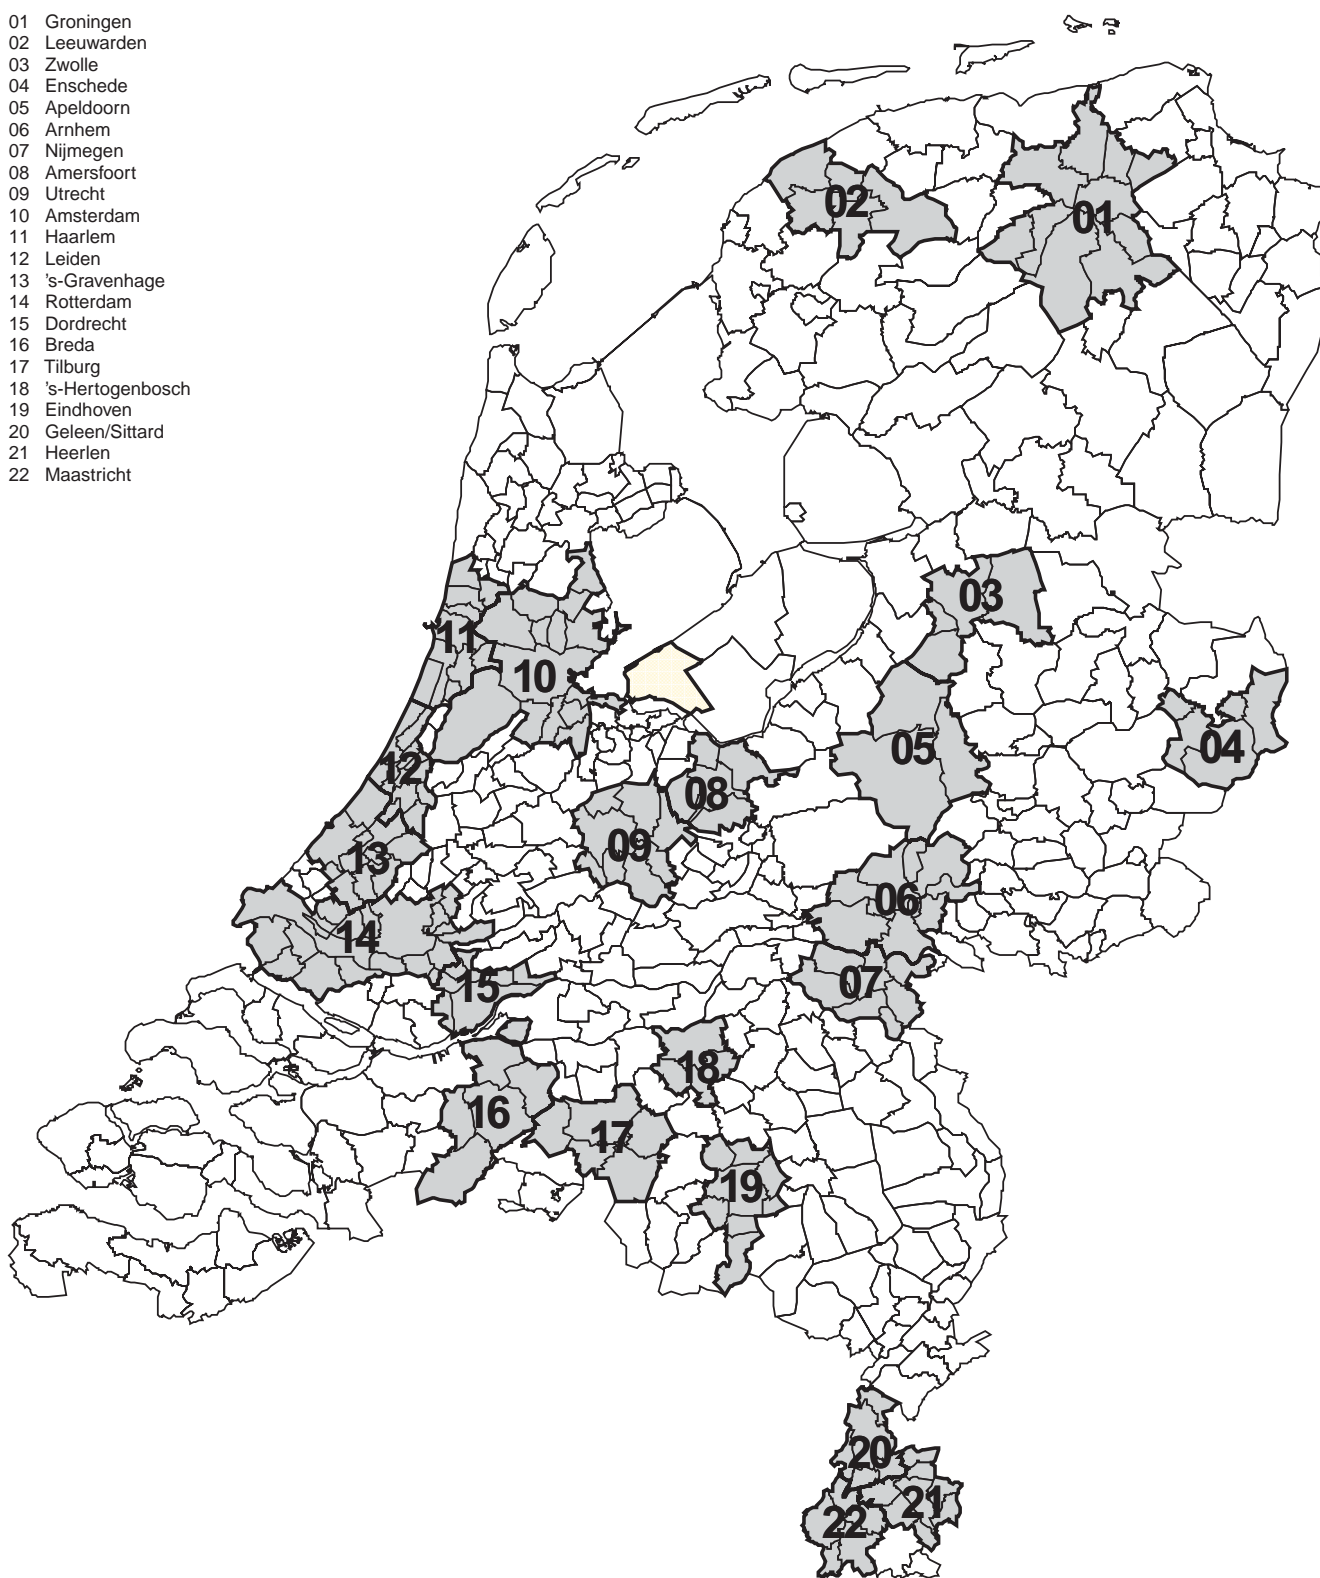 01 Groningen
02 Leeuwarden
03 Zwolle
04 Enschede
05 Apeldoorn
06 Arnhem
07 Nijmegen
08 Amersfoort
09 Utrecht
10 Amsterdam
11 Haarlem
12 Leiden
13 's-Gravenhage
14 Rotterdam
15 Dordrecht
16 Breda
17 Tilburg
18 's-Hertogenbosch
19 Eindhoven
20 Geleen/Sittard
21 Heerlen
22 Maastricht
02
01
03
11
10
04
05
12
08
09
13
06
14
07
15
18
16
17
19
20
21
22